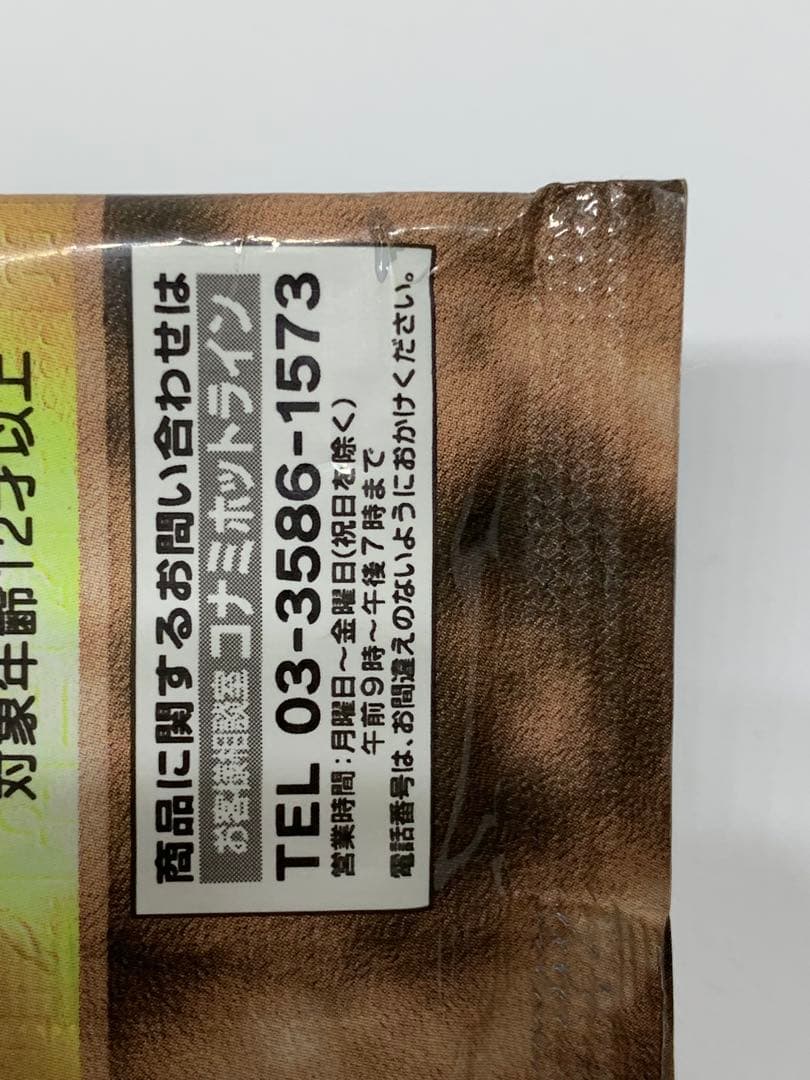 対象年齢12才以上
商品に関するお問い合わせは
お客様相談室 コナミホットライン
TEL 03-3586-1573
営業時間:月曜日～金曜日(祝日を除く)
午前9時～午後7時まで
電話番号は、お間違えのないようにおかけください。